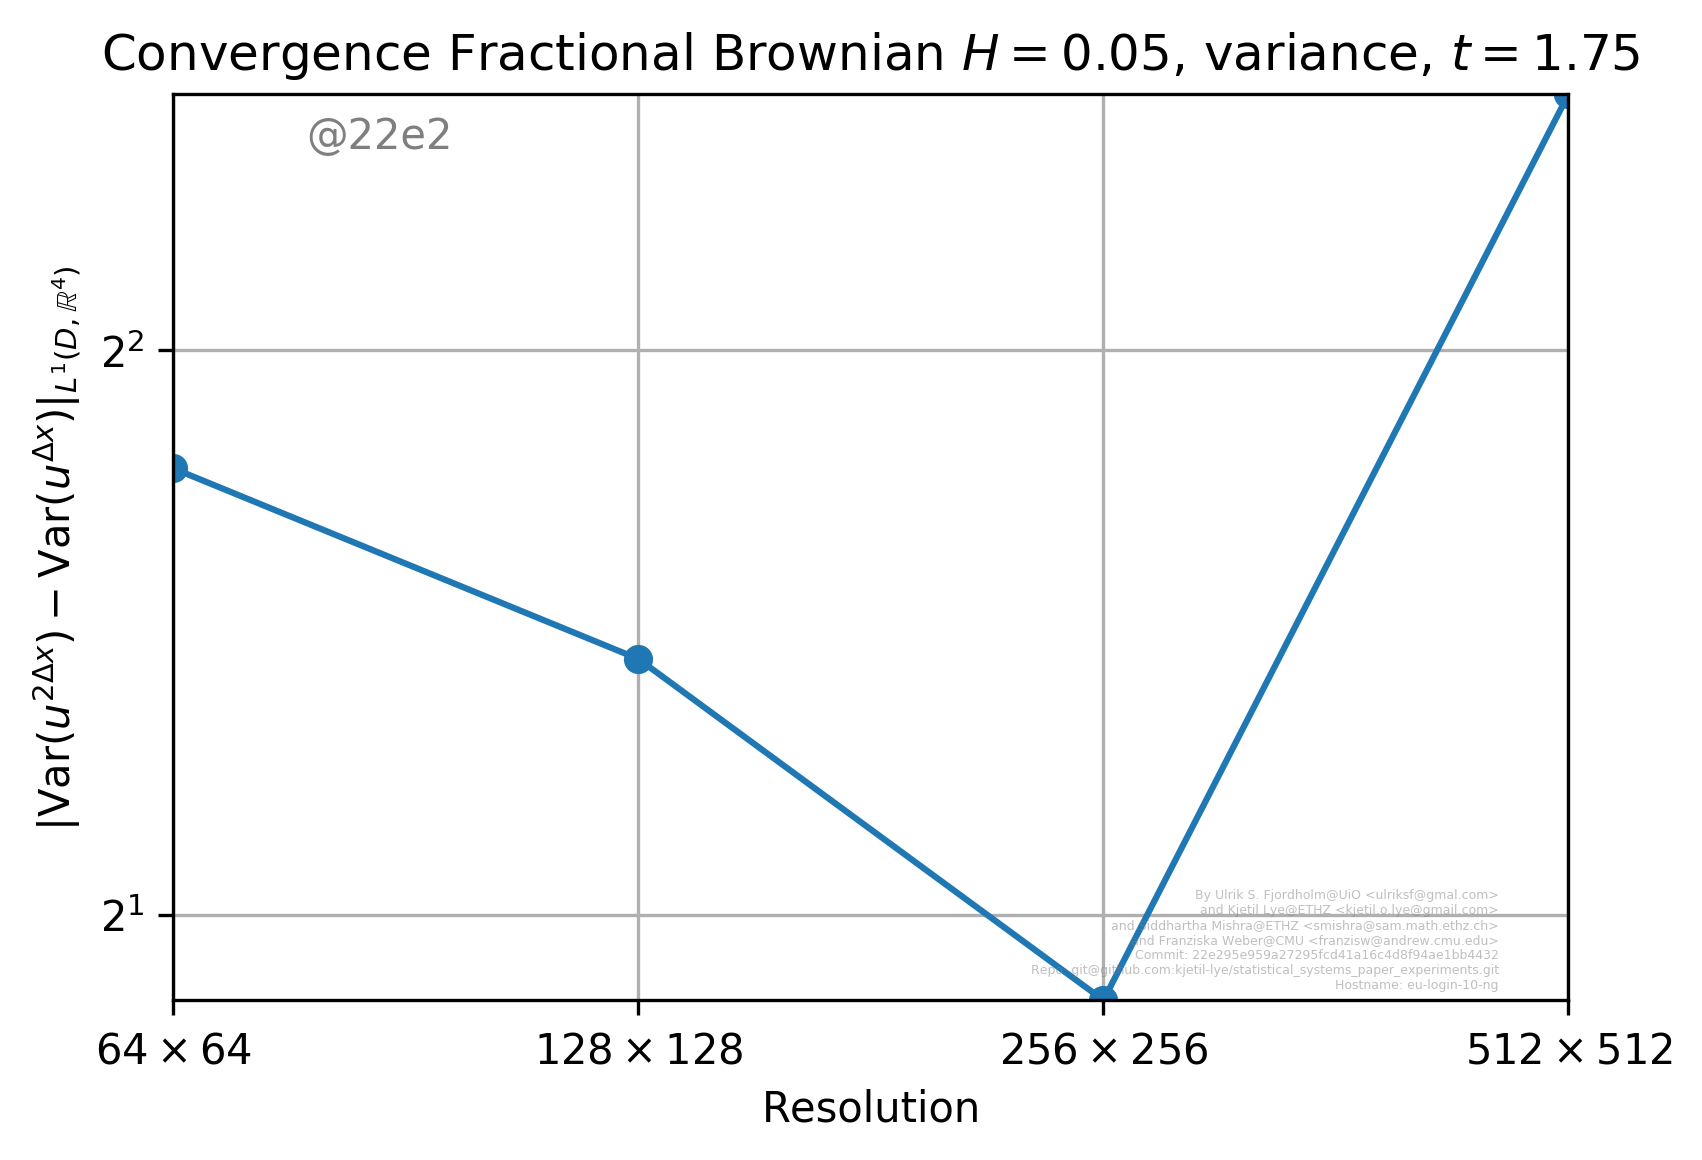 Convergence Fractional Brownian H = 0.05, variance, t = 1.75
@22e2
|Var(u^{2Δx}) − Var(u^{Δx})|_{L^1(D, ℝ^4)}
2^2
2^1
By Ulrik S. Fjordholm@UiO <ulriksf@gmal.com>
and Kjetil Lye@ETHZ <kjetil.o.lye@gmail.com>
and Siddhartha Mishra@ETHZ <smishra@sam.math.ethz.ch>
and Franziska Weber@CMU <franzisw@andrew.cmu.edu>
Commit: 22e295e959a27295fcd41a16c4d8f94ae1bb4432
Repo: git@github.com:kjetil-lye/statistical_systems_paper_experiments.git
Hostname: eu-login-10-ng
64 × 64
128 × 128
256 × 256
512 × 512
Resolution